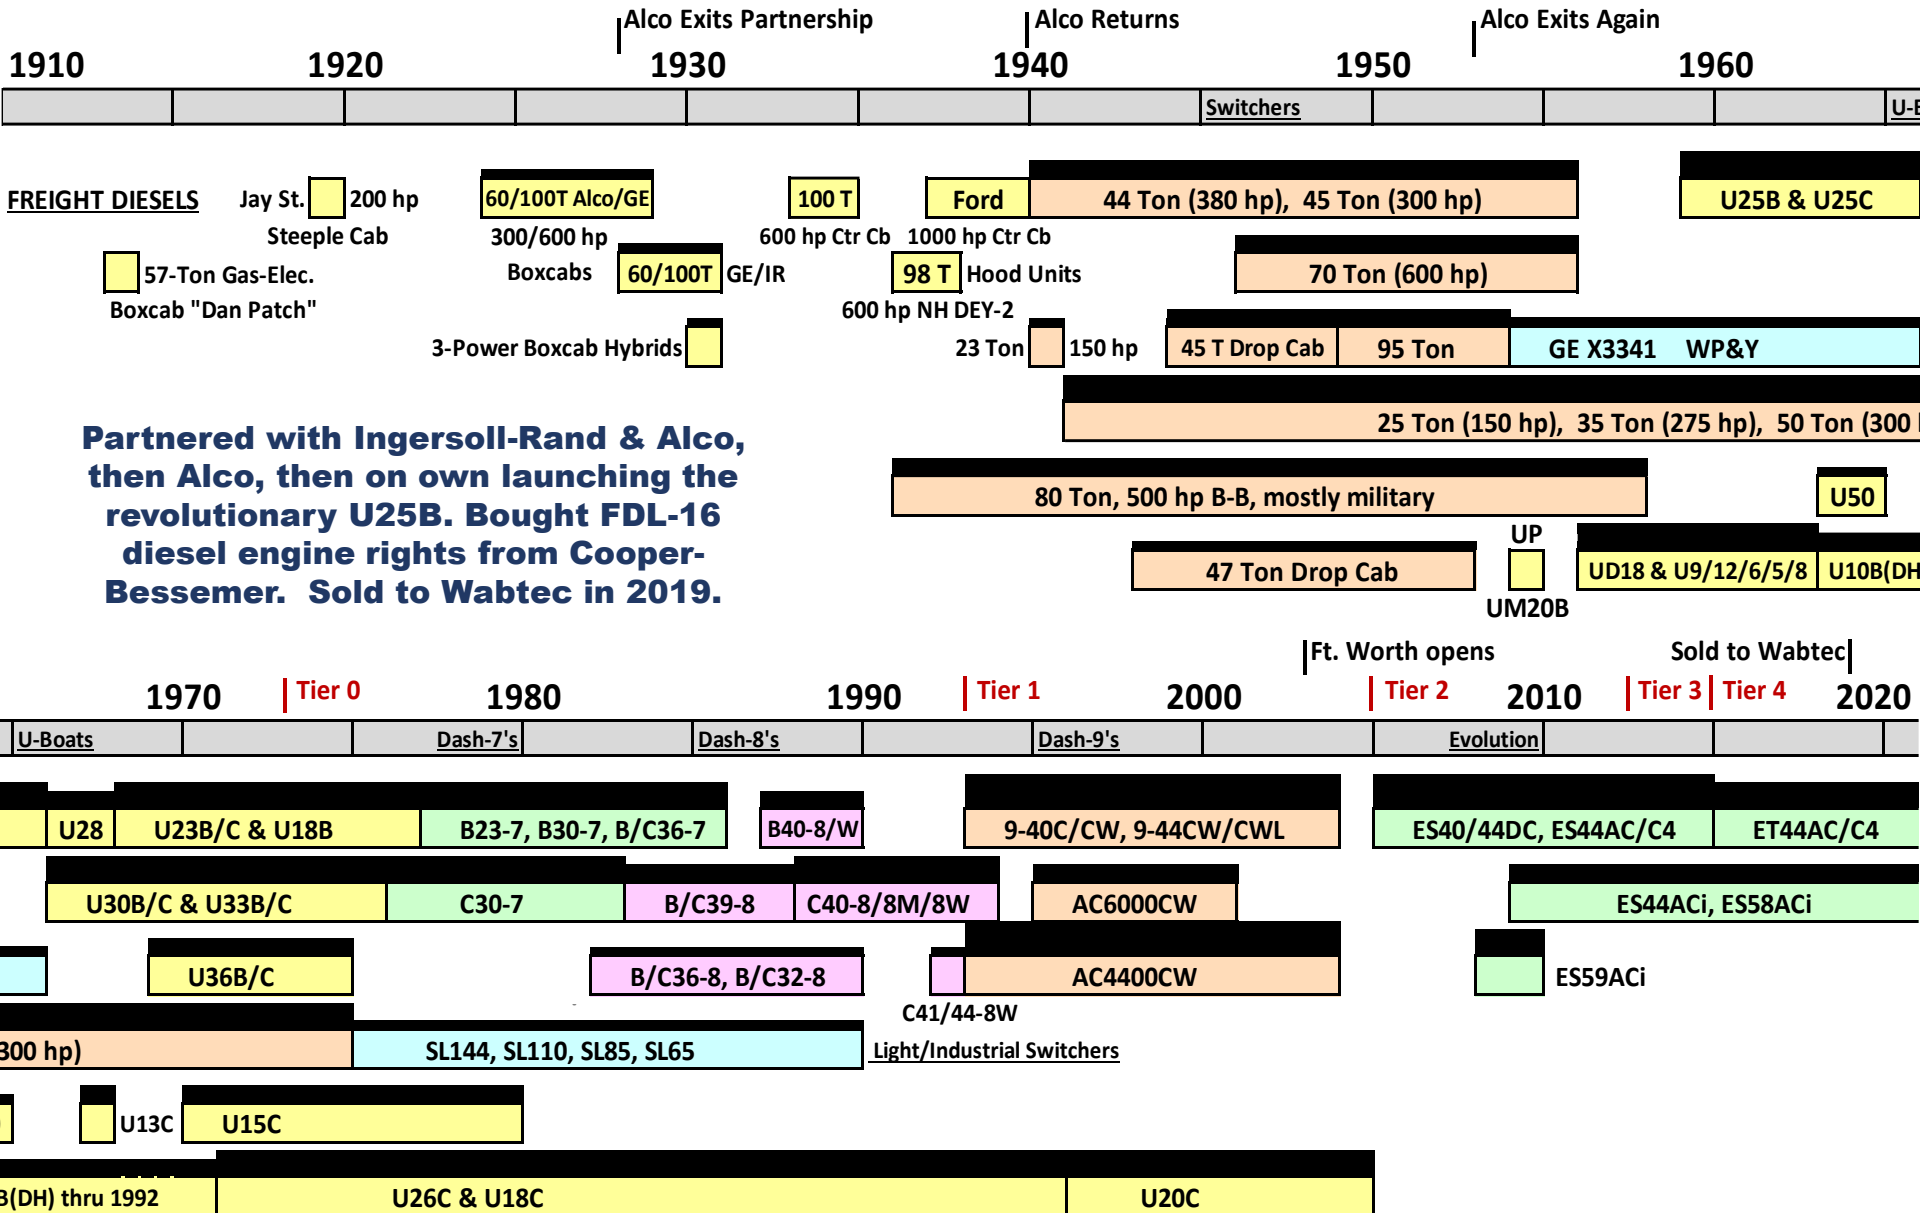 Alco Exits Partnership Alco Returns Alco Exits Again
1910 1920 1930 1940 1950 1960
Switchers U-B
FREIGHT DIESELS Jay St. 200 hp 60/100T Alco/GE 100 T Ford 44 Ton (380 hp), 45 Ton (300 hp) U25B & U25C
Steeple Cab 300/600 hp 600 hp Ctr Cb 1000 hp Ctr Cb
57-Ton Gas-Elec. Boxcabs 60/100T GE/IR 98 T Hood Units 70 Ton (600 hp)
Boxcab "Dan Patch" 600 hp NH DEY-2
3-Power Boxcab Hybrids 23 Ton 150 hp 45 T Drop Cab 95 Ton GE X3341 WP&Y
25 Ton (150 hp), 35 Ton (275 hp), 50 Ton (300
Partnered with Ingersoll-Rand & Alco,
then Alco, then on own launching the
revolutionary U25B. Bought FDL-16
diesel engine rights from Cooper-
Bessemer. Sold to Wabtec in 2019.
80 Ton, 500 hp B-B, mostly military U50
UP
47 Ton Drop Cab UD18 & U9/12/6/5/8 U10B(DH
UM20B
Ft. Worth opens Sold to Wabtec
1970 Tier 0 1980 1990 Tier 1 2000 Tier 2 2010 Tier 3 Tier 4 2020
U-Boats Dash-7's Dash-8's Dash-9's Evolution
U28 U23B/C & U18B B23-7, B30-7, B/C36-7 B40-8/W 9-40C/CW, 9-44CW/CWL ES40/44DC, ES44AC/C4 ET44AC/C4
U30B/C & U33B/C C30-7 B/C39-8 C40-8/8M/8W AC6000CW ES44ACi, ES58ACi
U36B/C B/C36-8, B/C32-8 AC4400CW ES59ACi
C41/44-8W
300 hp) SL144, SL110, SL85, SL65 Light/Industrial Switchers
U13C U15C
B(DH) thru 1992 U26C & U18C U20C